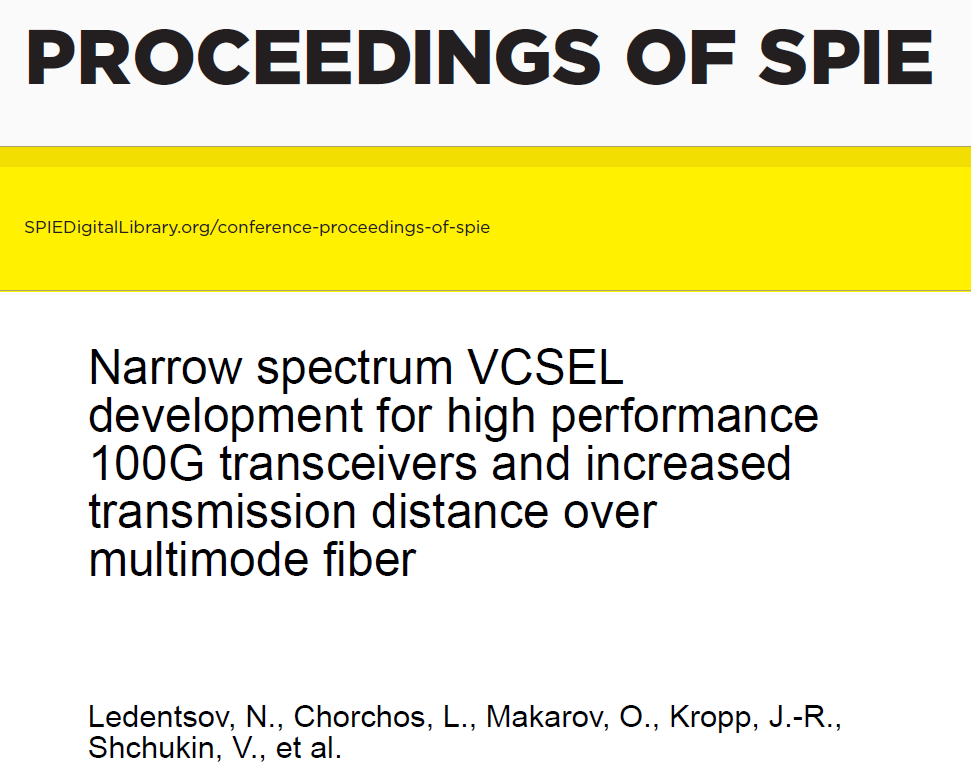 PROCEEDINGS OF SPIE
SPIEDigitalLibrary.org/conference-proceedings-of-spie
Narrow spectrum VCSEL
development for high performance
100G transceivers and increased
transmission distance over
multimode fiber
Ledentsov, N., Chorchos, L., Makarov, O., Kropp, J.-R.,
Shchukin, V., et al.